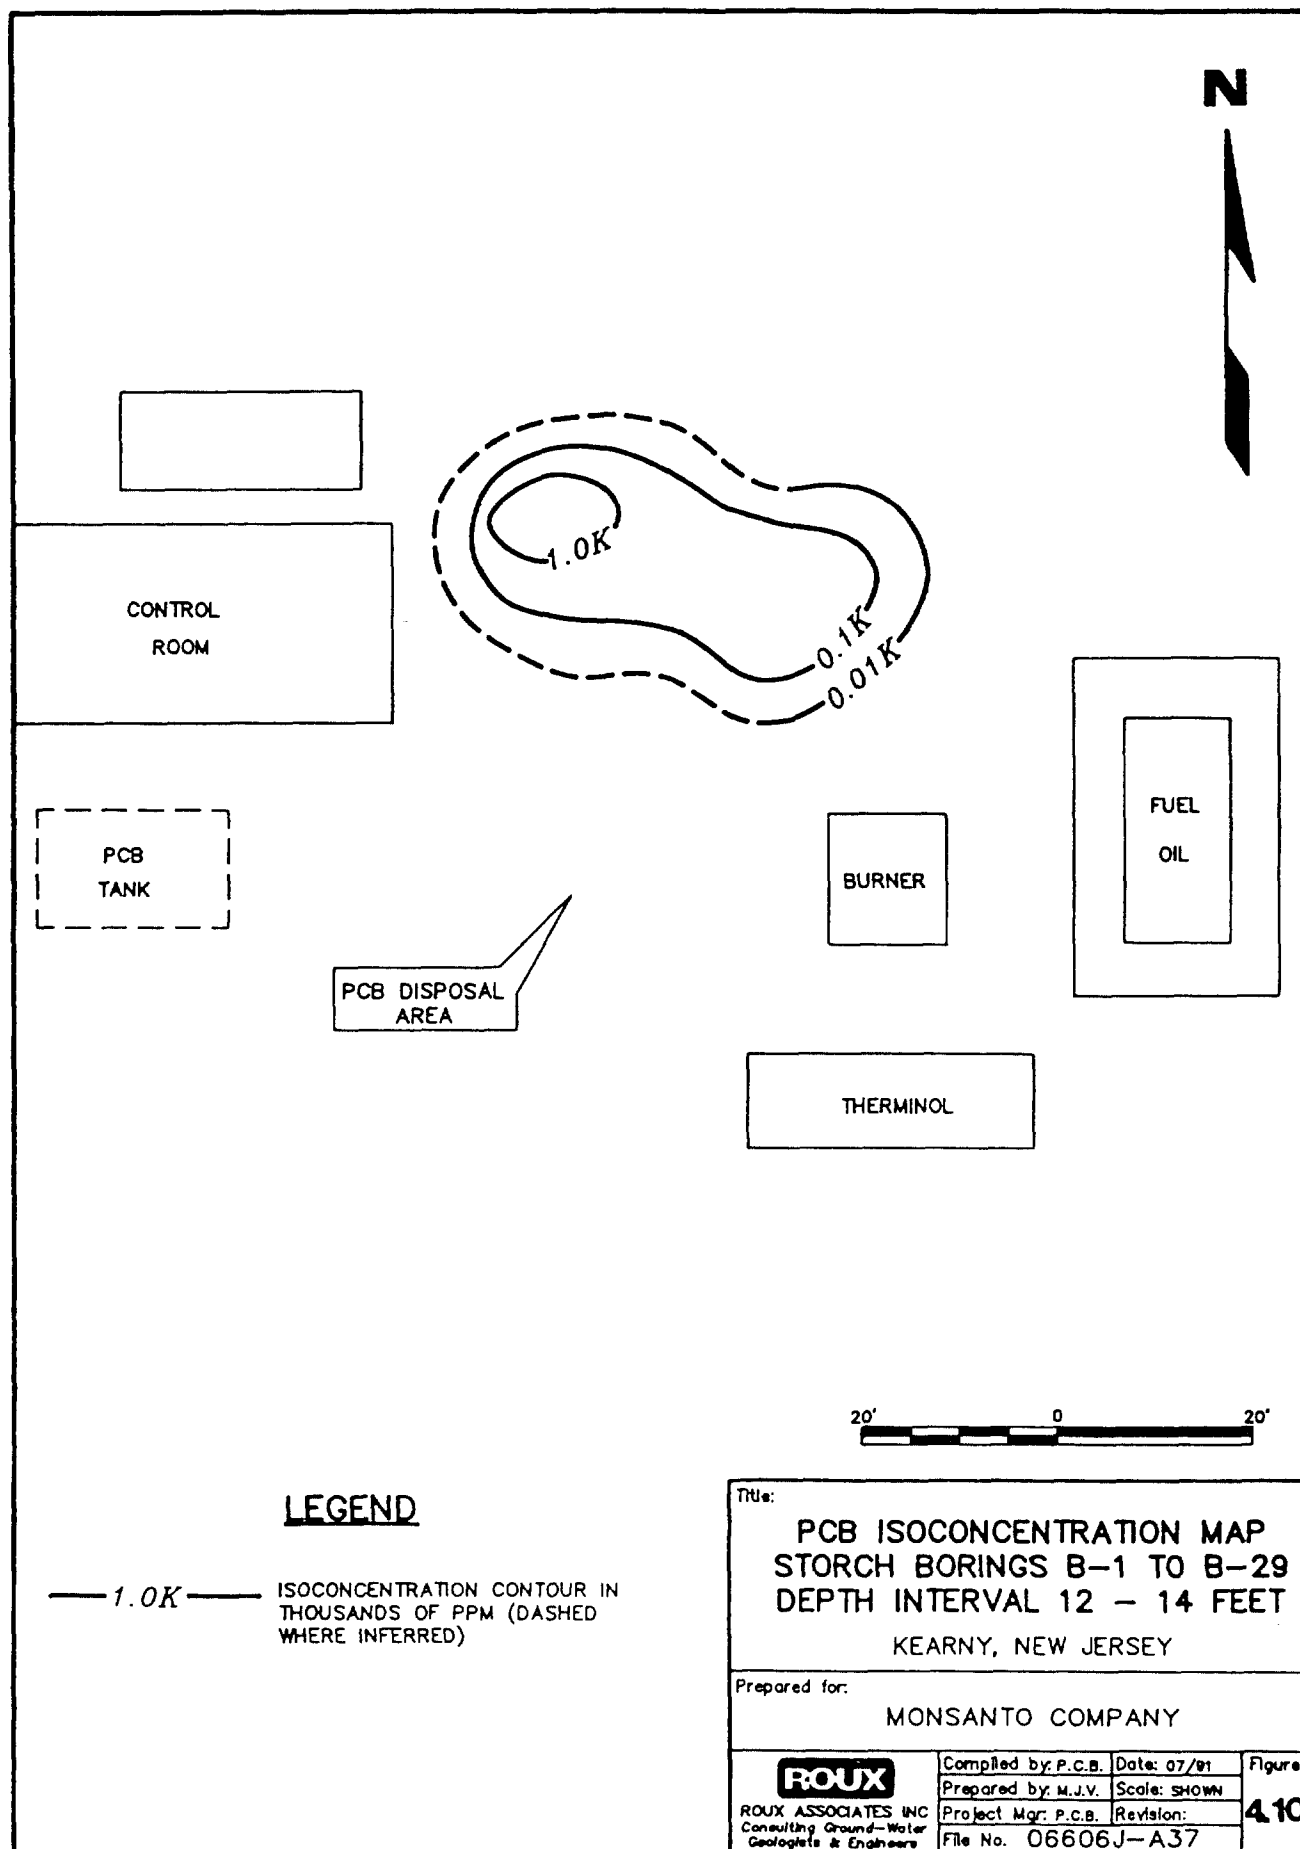 N
1.0K
0.1K
0.01K
CONTROL
ROOM
PCB
TANK
FUEL
OIL
BURNER
PCB DISPOSAL
AREA
THERMINOL
20' 0 20'
LEGEND
1.0K ISOCONCENTRATION CONTOUR IN
THOUSANDS OF PPM (DASHED
WHERE INFERRED)
Title:
PCB ISOCONCENTRATION MAP
STORCH BORINGS B-1 TO B-29
DEPTH INTERVAL 12 - 14 FEET
KEARNY, NEW JERSEY
Prepared for:
MONSANTO COMPANY
ROUX
ROUX ASSOCIATES INC
Consulting Ground-Water
Geologists & Engineers
Compiled by: P.C.B. Date: 07/91
Prepared by: M.J.V. Scale: SHOWN
Project Mgr: P.C.B. Revision:
File No. 06606J-A37
Figure
4.10